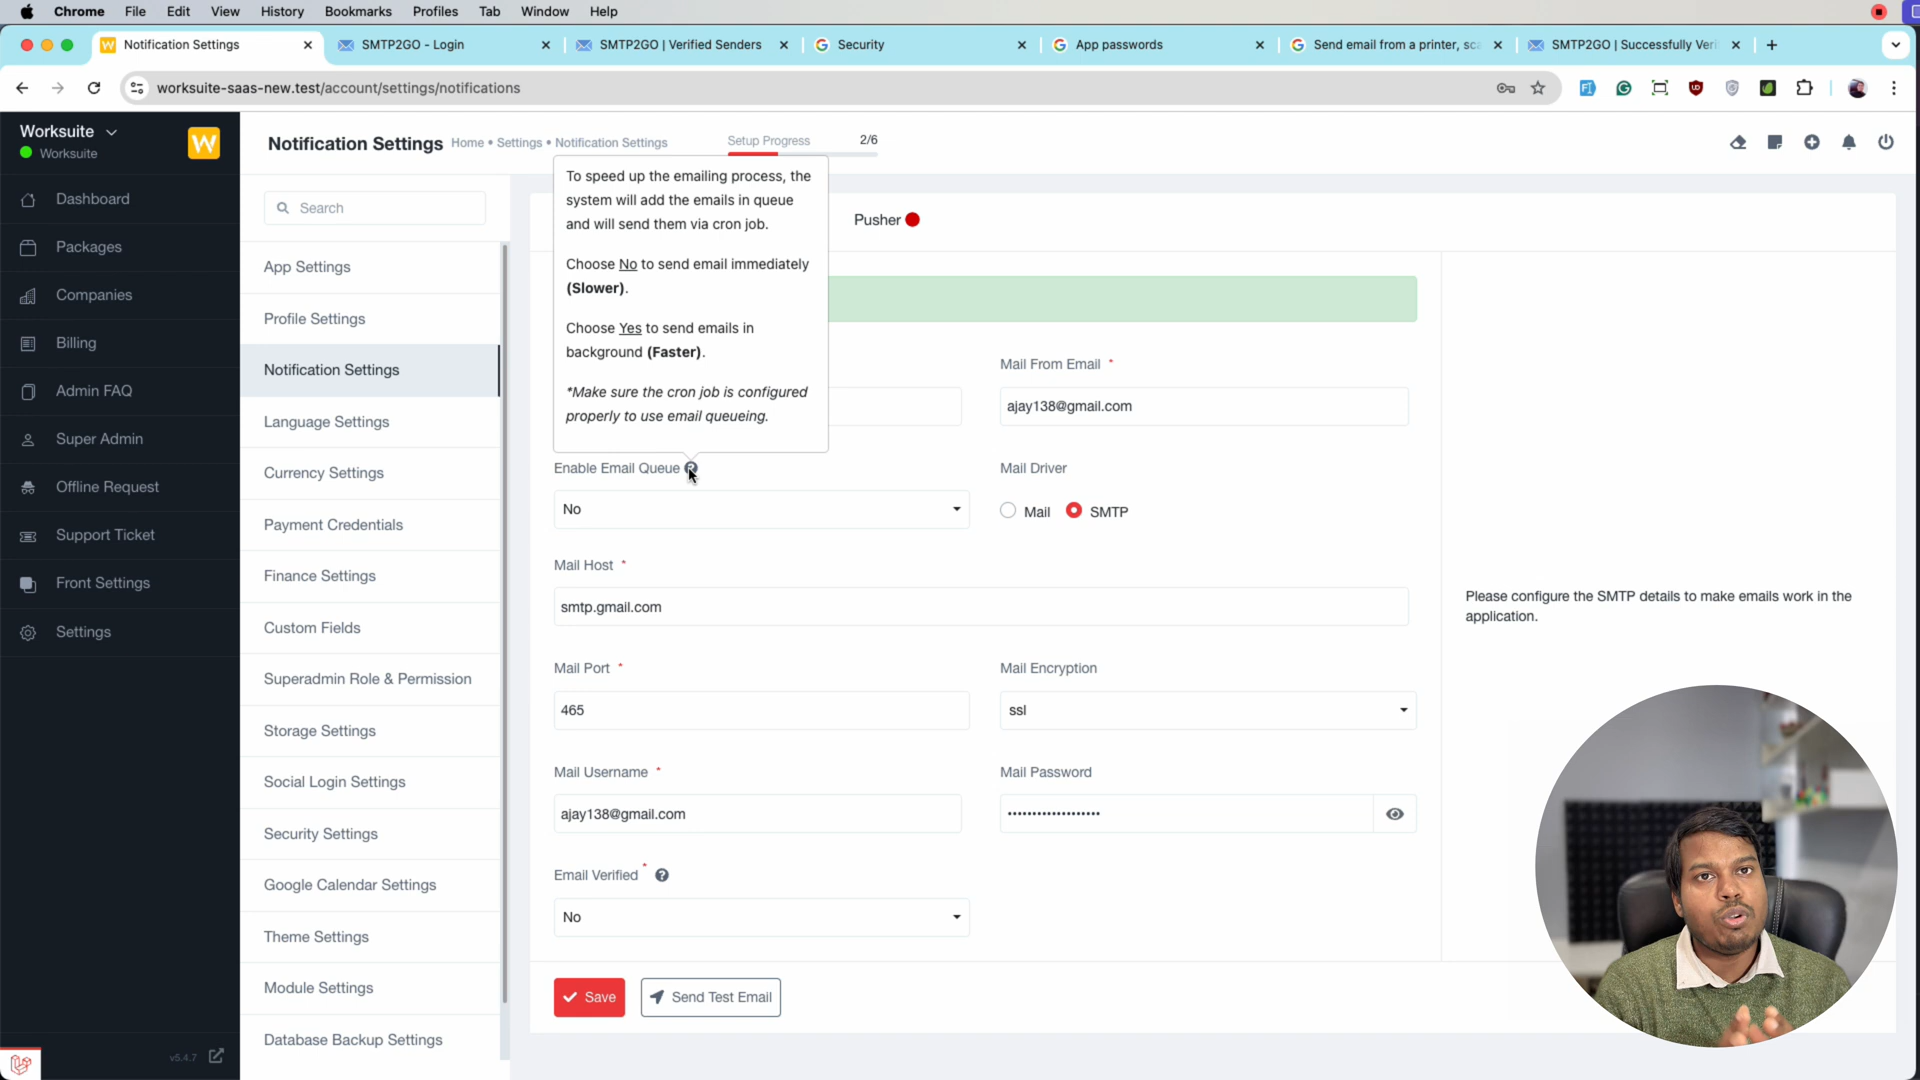 Chrome File Edit View History Bookmarks Profiles Tab Window Help
Notification Settings
SMTP2GO - Login
SMTP2GO | Verified Senders
Security
App passwords
Send email from a printer, sc
SMTP2GO | Successfully Veri
worksuite-saas-new.test/account/settings/notifications
Worksuite
Worksuite
W
Dashboard
Packages
Companies
Billing
Admin FAQ
Super Admin
Offline Request
Support Ticket
Front Settings
Settings
v5.4.7
Notification Settings
Home • Settings • Notification Settings
Setup Progress 2/6
Search
App Settings
Profile Settings
Notification Settings
Language Settings
Currency Settings
Payment Credentials
Finance Settings
Custom Fields
Superadmin Role & Permission
Storage Settings
Social Login Settings
Security Settings
Google Calendar Settings
Theme Settings
Module Settings
Database Backup Settings
To speed up the emailing process, the
system will add the emails in queue
and will send them via cron job.
Choose No to send email immediately
(Slower).
Choose Yes to send emails in
background (Faster).
*Make sure the cron job is configured
properly to use email queueing.
Pusher
Mail From Email *
ajay138@gmail.com
Enable Email Queue
No
Mail Driver
Mail SMTP
Mail Host *
smtp.gmail.com
Mail Port *
465
Mail Encryption
ssl
Mail Username *
ajay138@gmail.com
Mail Password
•••••••••••••••••••
Email Verified *
No
Save
Send Test Email
Please configure the SMTP details to make emails work in the
application.